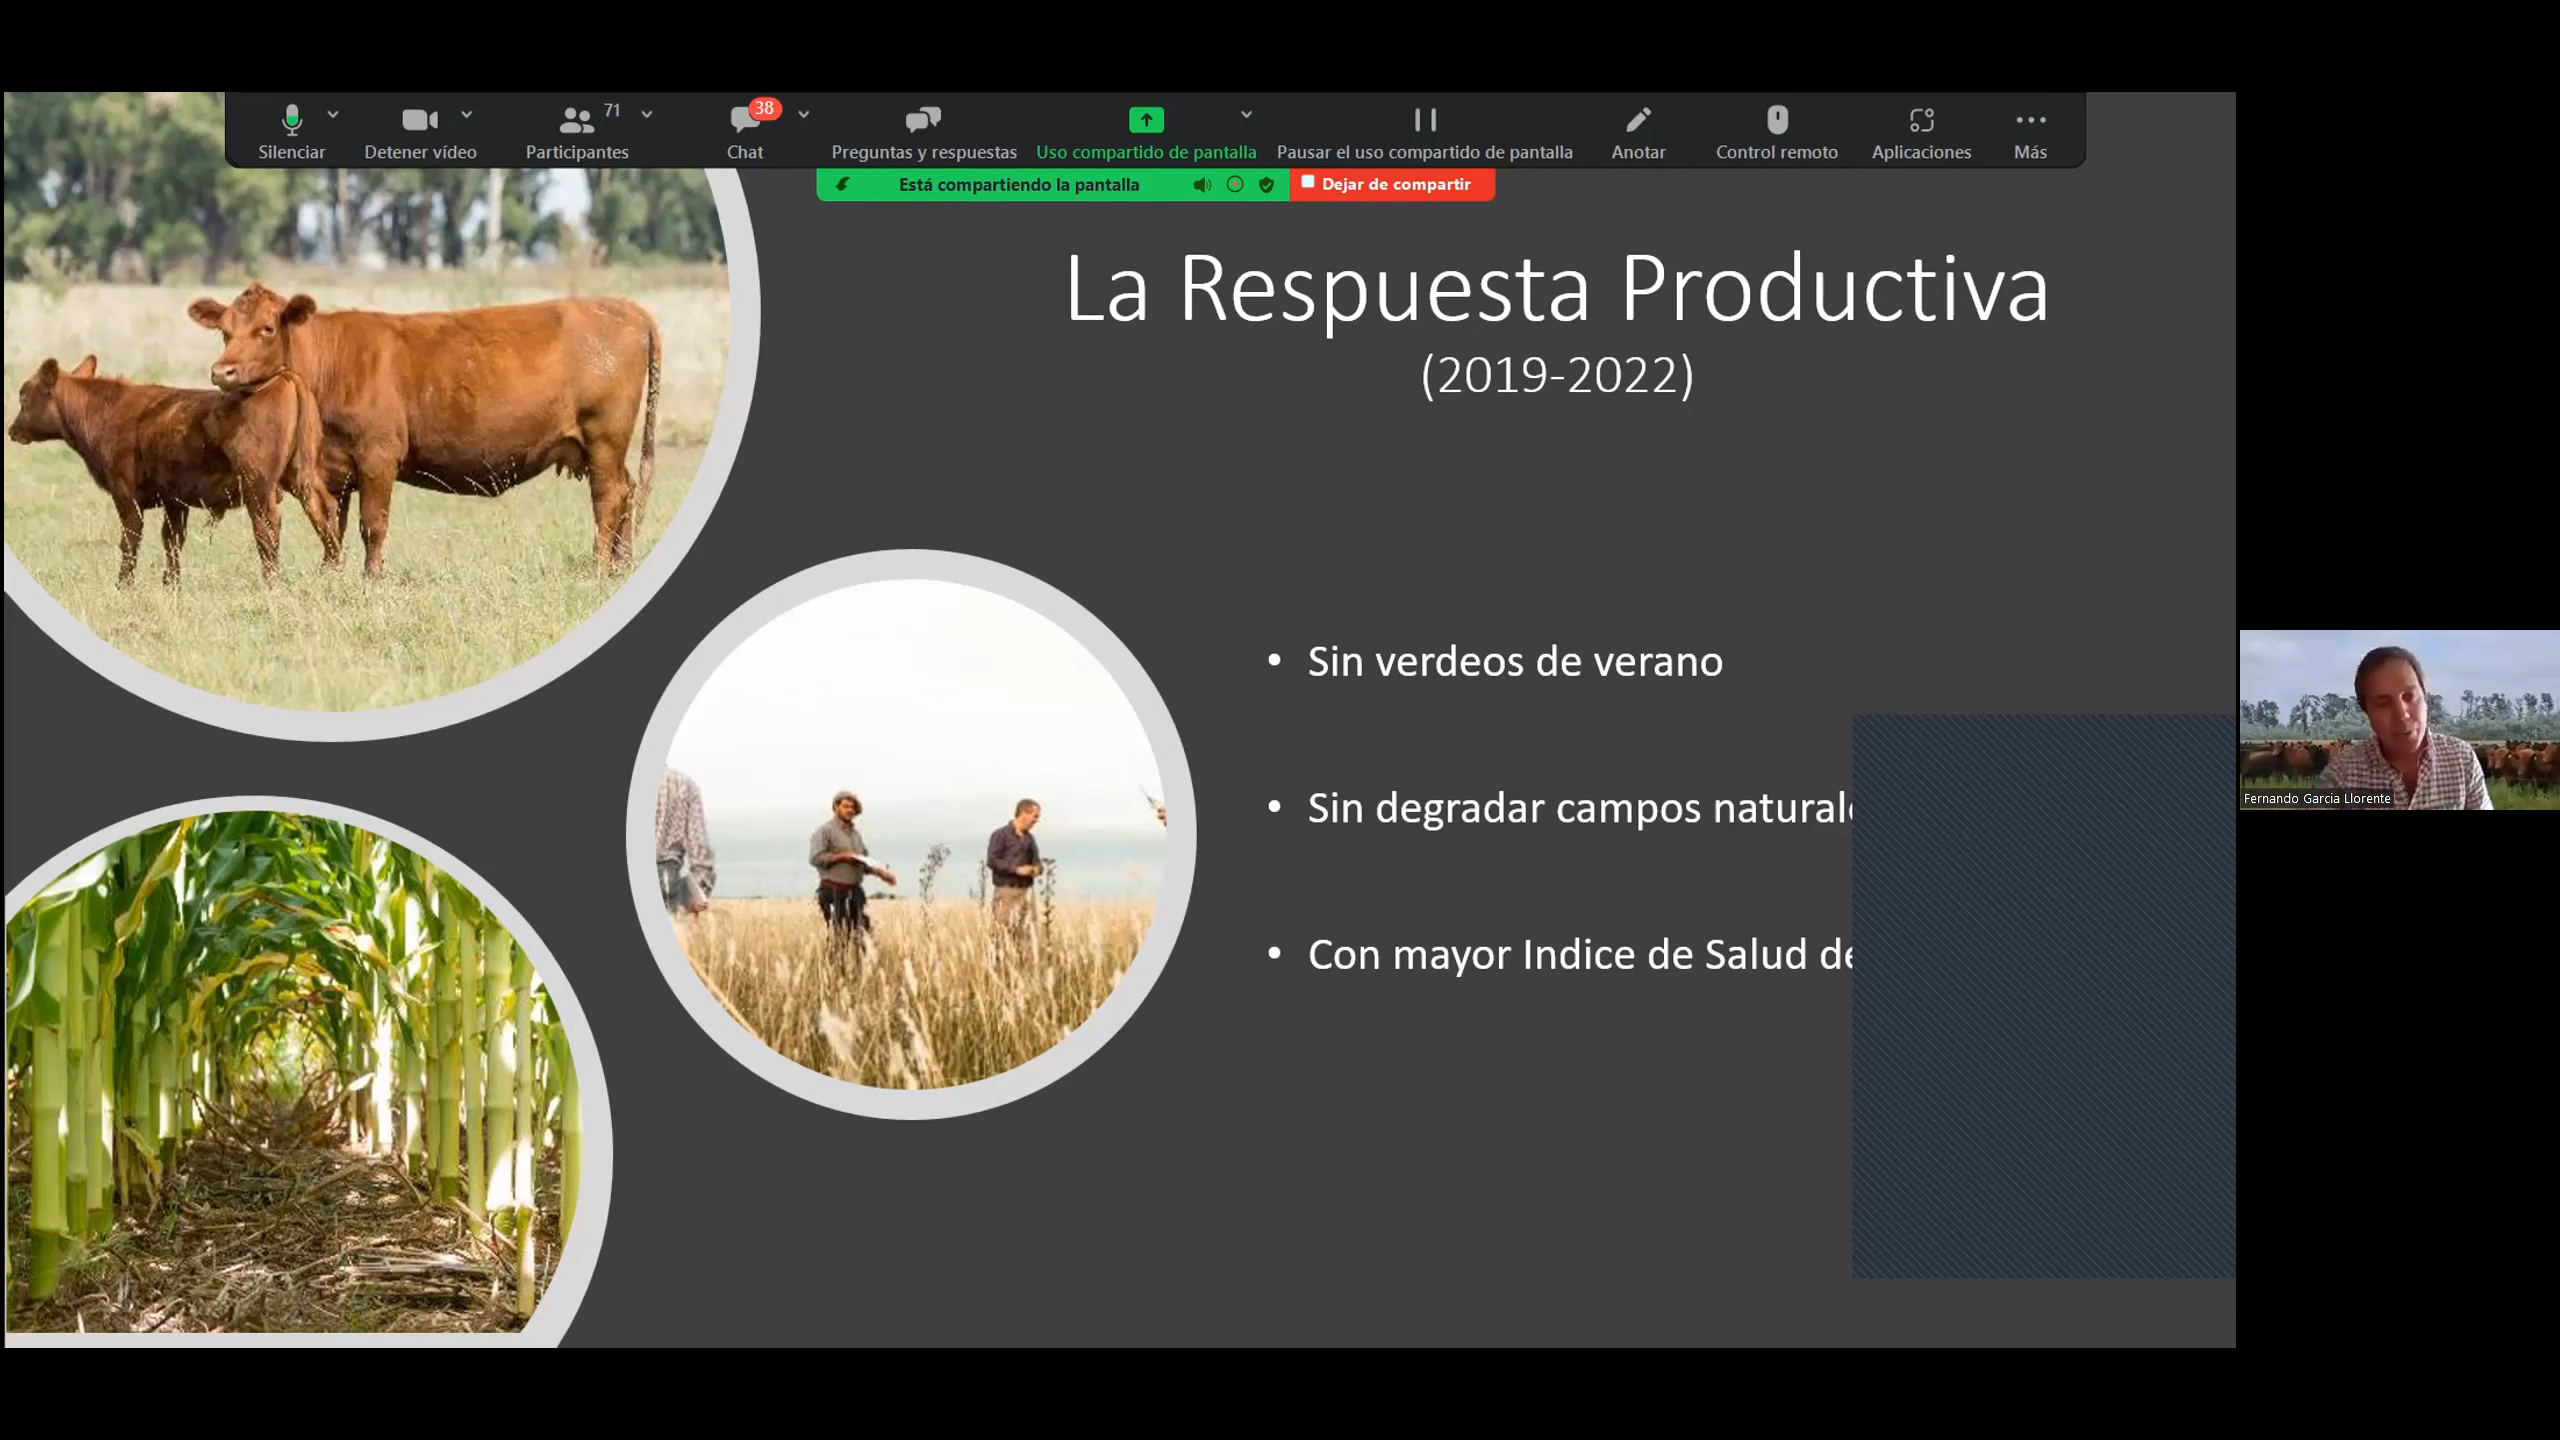 71
38
Silenciar
Detener vídeo
Participantes
Chat
Preguntas y respuestas
Uso compartido de pantalla
Pausar el uso compartido de pantalla
Anotar
Control remoto
Aplicaciones
Más
Está compartiendo la pantalla
Dejar de compartir
La Respuesta Productiva
(2019-2022)
• Sin verdeos de verano
• Sin degradar campos
• Con mayor Indice de Salud
Fernando Garcia Llorente